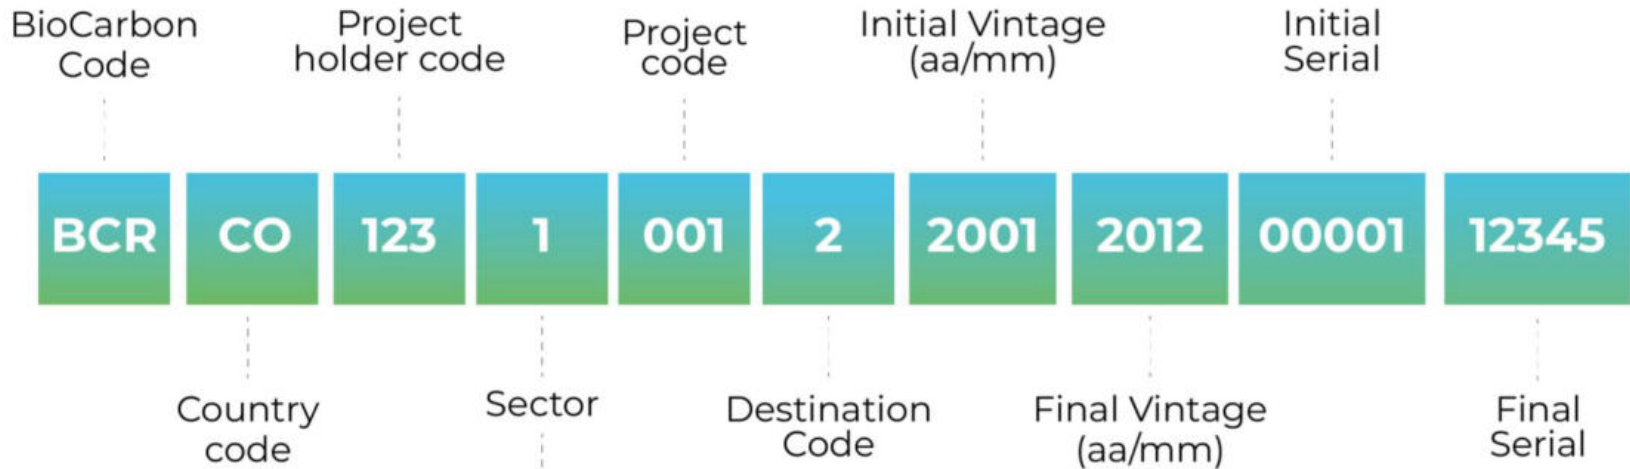 BioCarbon
Code
Project
holder code
Project
code
Initial Vintage
(aa/mm)
Initial
Serial
BCR CO 123 1 001 2 2001 2012 00001 12345
Country
code
Sector
Destination
Code
Final Vintage
(aa/mm)
Final
Serial